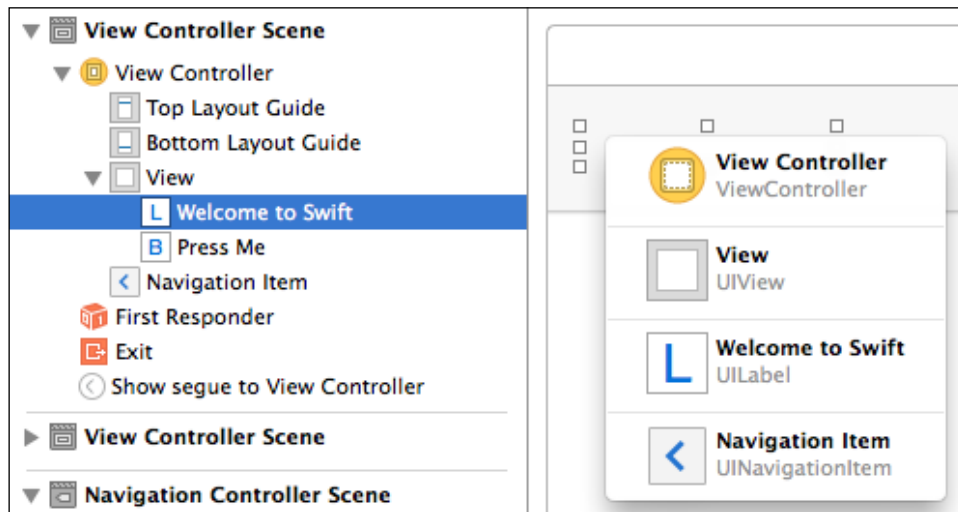 View Controller Scene
View Controller
Top Layout Guide
Bottom Layout Guide
View
L Welcome to Swift
B Press Me
Navigation Item
First Responder
Exit
Show segue to View Controller
View Controller Scene
Navigation Controller Scene
View Controller
ViewController
View
UIView
L
Welcome to Swift
UILabel
Navigation Item
UINavigationItem